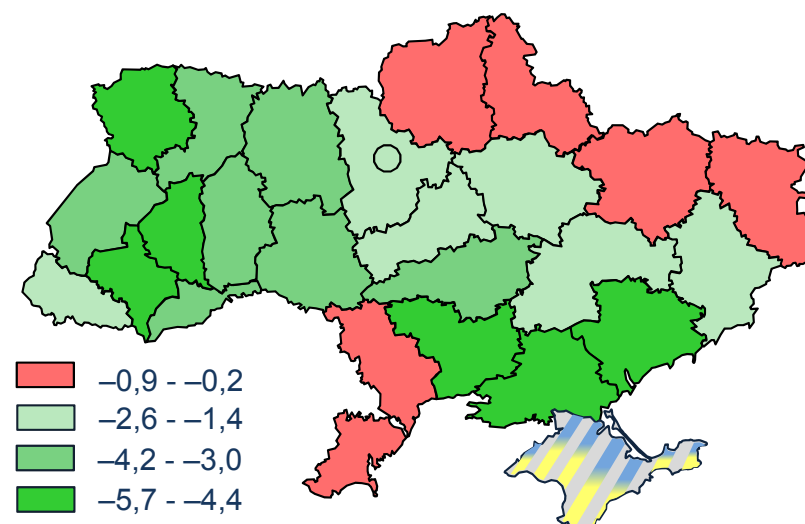 –0,9 - –0,2
–2,6 - –1,4
–4,2 - –3,0
–5,7 - –4,4